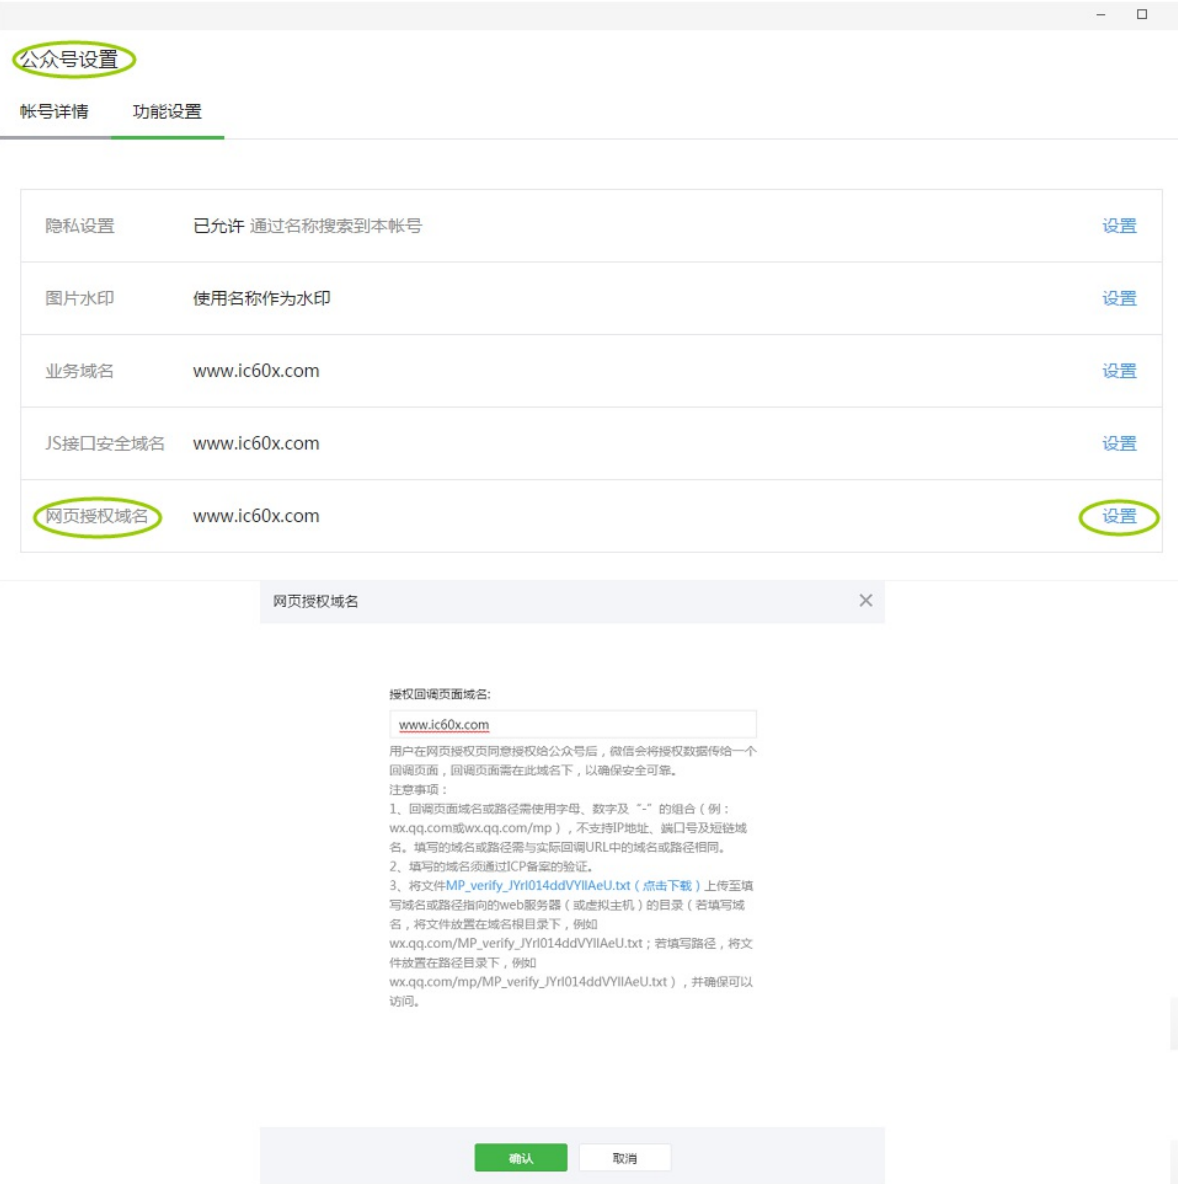 公众号设置
帐号详情 功能设置
隐私设置 已允许 通过名称搜索到本帐号 设置
图片水印 使用名称作为水印 设置
业务域名 www.ic60x.com 设置
JS接口安全域名 www.ic60x.com 设置
网页授权域名 www.ic60x.com 设置
网页授权域名
授权回调页面域名:
www.ic60x.com
用户在网页授权页同意授权给公众号后，微信会将授权数据传给一个
回调页面，回调页面需在此域名下，以确保安全可靠。
注意事项：
1、回调页面域名或路径需使用字母、数字及“-”的组合（例：
wx.qq.com或wx.qq.com/mp），不支持IP地址、端口号及短链域
名。填写的域名或路径需与实际回调URL中的域名或路径相同。
2、填写的域名须通过ICP备案的验证。
3、将文件MP_verify_JYrI014ddVYllAeU.txt（点击下载）上传至填
写域名或路径指向的web服务器（或虚拟主机）的目录（若填写域
名，将文件放置在域名根目录下，例如
wx.qq.com/MP_verify_JYrI014ddVYllAeU.txt；若填写路径，将文
件放置在路径目录下，例如
wx.qq.com/mp/MP_verify_JYrI014ddVYllAeU.txt），并确保可以
访问。
确认 取消